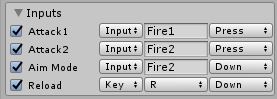 Inputs
Attack1 Input Fire1 Press
Attack2 Input Fire2 Press
Aim Mode Input Fire2 Down
Reload Key R Down